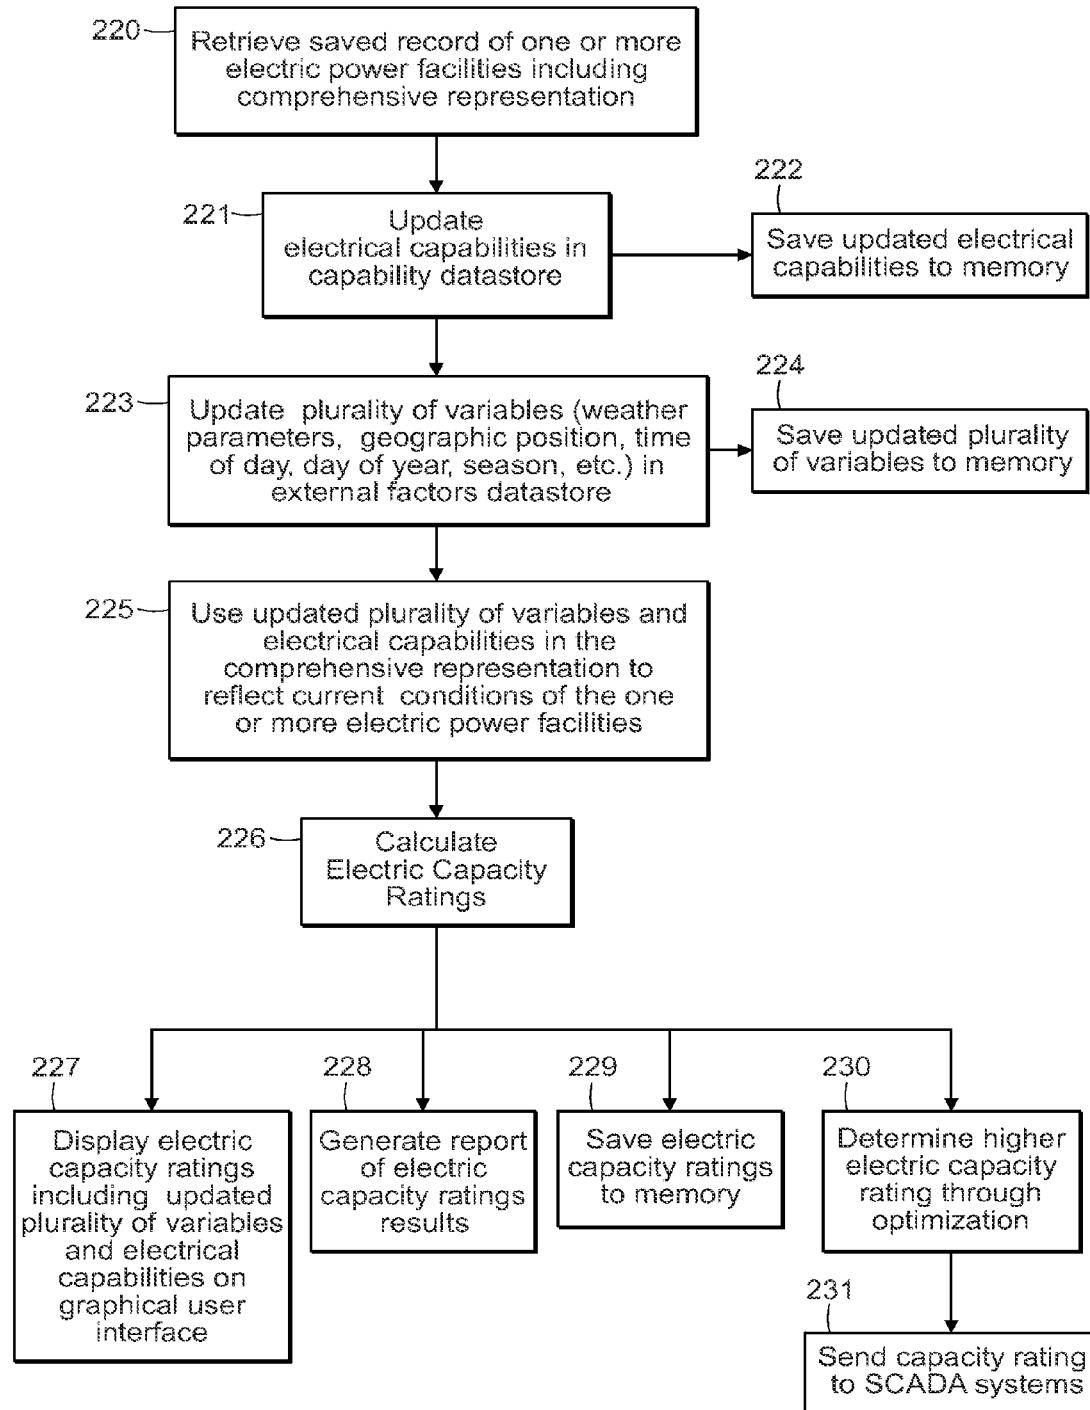 220
Retrieve saved record of one or more
electric power facilities including
comprehensive representation
221
Update
electrical capabilities in
capability datastore
222
Save updated electrical
capabilities to memory
223
Update plurality of variables (weather
parameters, geographic position, time
of day, day of year, season, etc.) in
external factors datastore
224
Save updated plurality
of variables to memory
225
Use updated plurality of variables and
electrical capabilities in the
comprehensive representation to
reflect current conditions of the one
or more electric power facilities
226
Calculate
Electric Capacity
Ratings
227
Display electric
capacity ratings
including updated
plurality of variables
and electrical
capabilities on
graphical user
interface
228
Generate report
of electric
capacity ratings
results
229
Save electric
capacity ratings
to memory
230
Determine higher
electric capacity
rating through
optimization
231
Send capacity rating
to SCADA systems